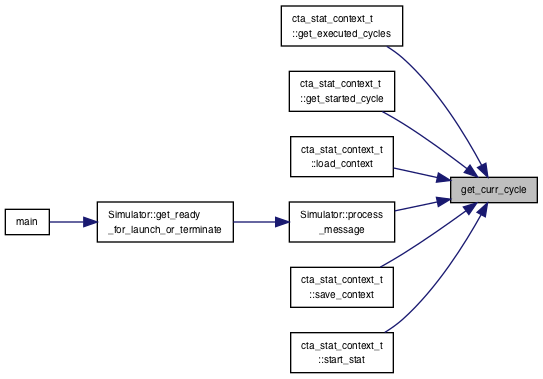 cta_stat_context_t
::get_executed_cycles
cta_stat_context_t
::get_started_cycle
cta_stat_context_t
::load_context
get_curr_cycle
main
Simulator::get_ready
_for_launch_or_terminate
Simulator::process
_message
cta_stat_context_t
::save_context
cta_stat_context_t
::start_stat